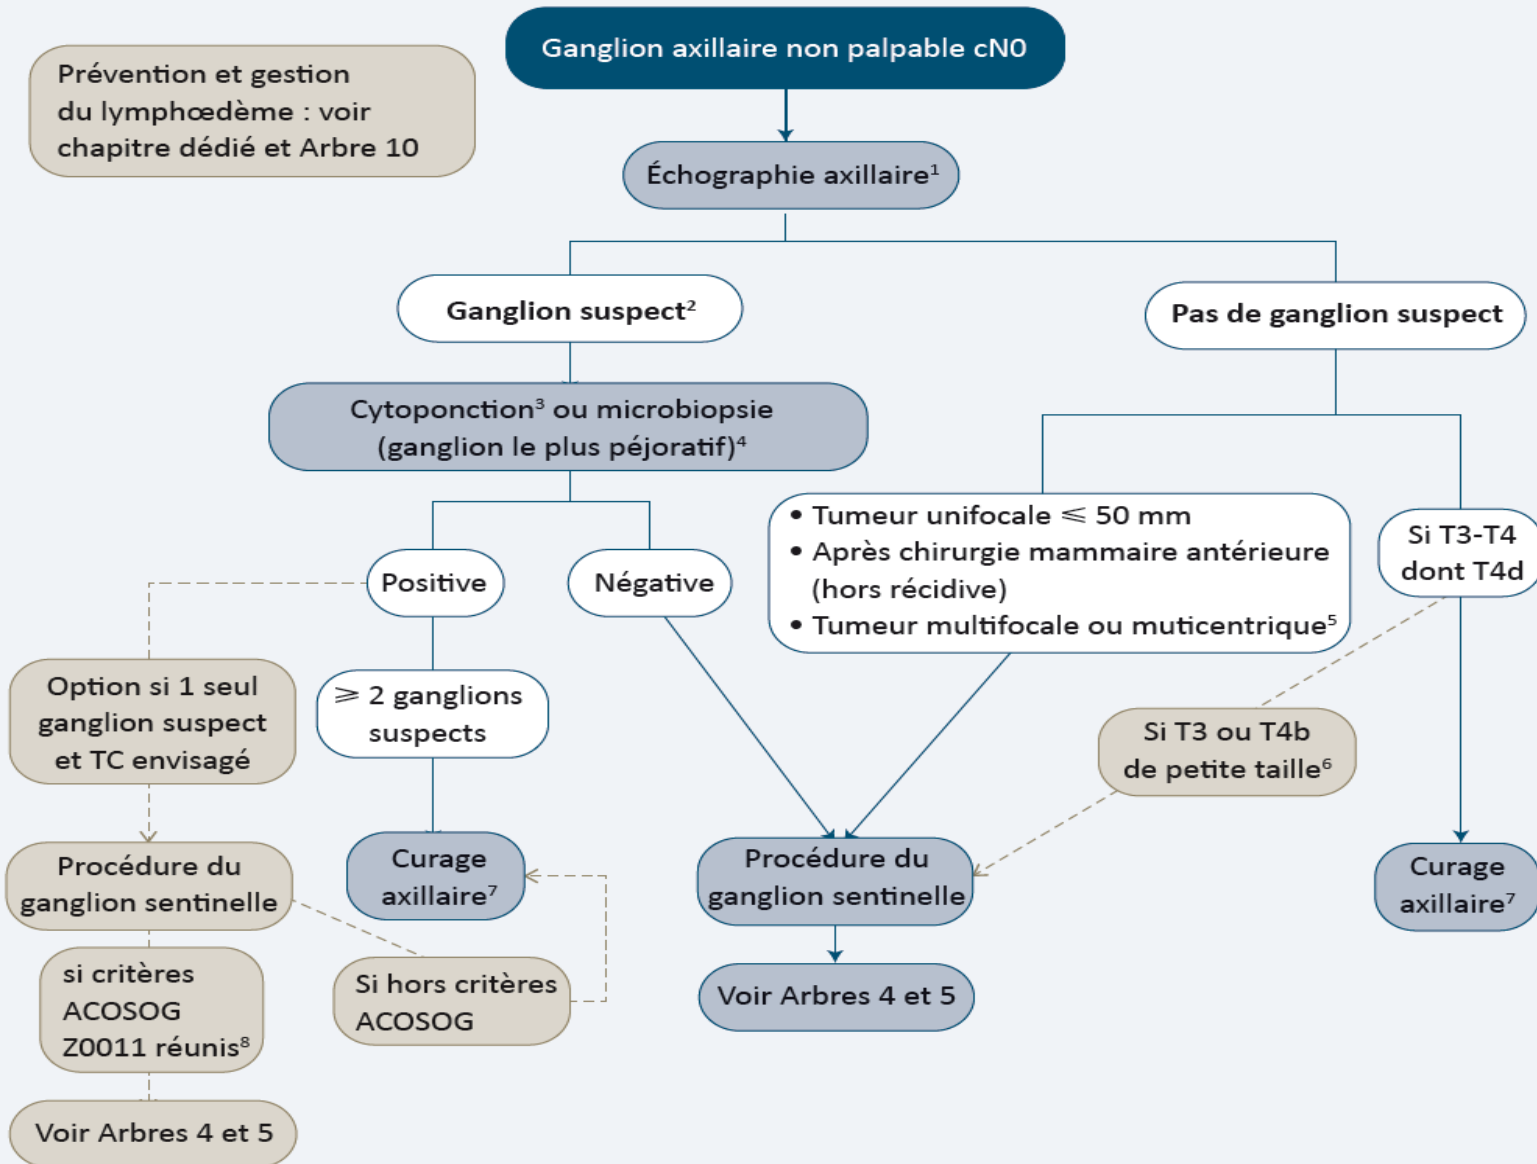 Ganglion axillaire non palpable cN0
Prévention et gestion
du lymphœdème : voir
chapitre dédié et Arbre 10
Échographie axillaire¹
Ganglion suspect²
Pas de ganglion suspect
Cytoponction³ ou microbiopsie
(ganglion le plus péjoratif)⁴
• Tumeur unifocale ⩽ 50 mm
• Après chirurgie mammaire antérieure
(hors récidive)
• Tumeur multifocale ou muticentrique⁵
Si T3-T4
dont T4d
Positive
Négative
Option si 1 seul
ganglion suspect
et TC envisagé
⩾ 2 ganglions
suspects
Si T3 ou T4b
de petite taille⁶
Procédure du
ganglion sentinelle
Curage
axillaire⁷
Procédure du
ganglion sentinelle
Curage
axillaire⁷
si critères
ACOSOG
Z0011 réunis⁸
Si hors critères
ACOSOG
Voir Arbres 4 et 5
Voir Arbres 4 et 5